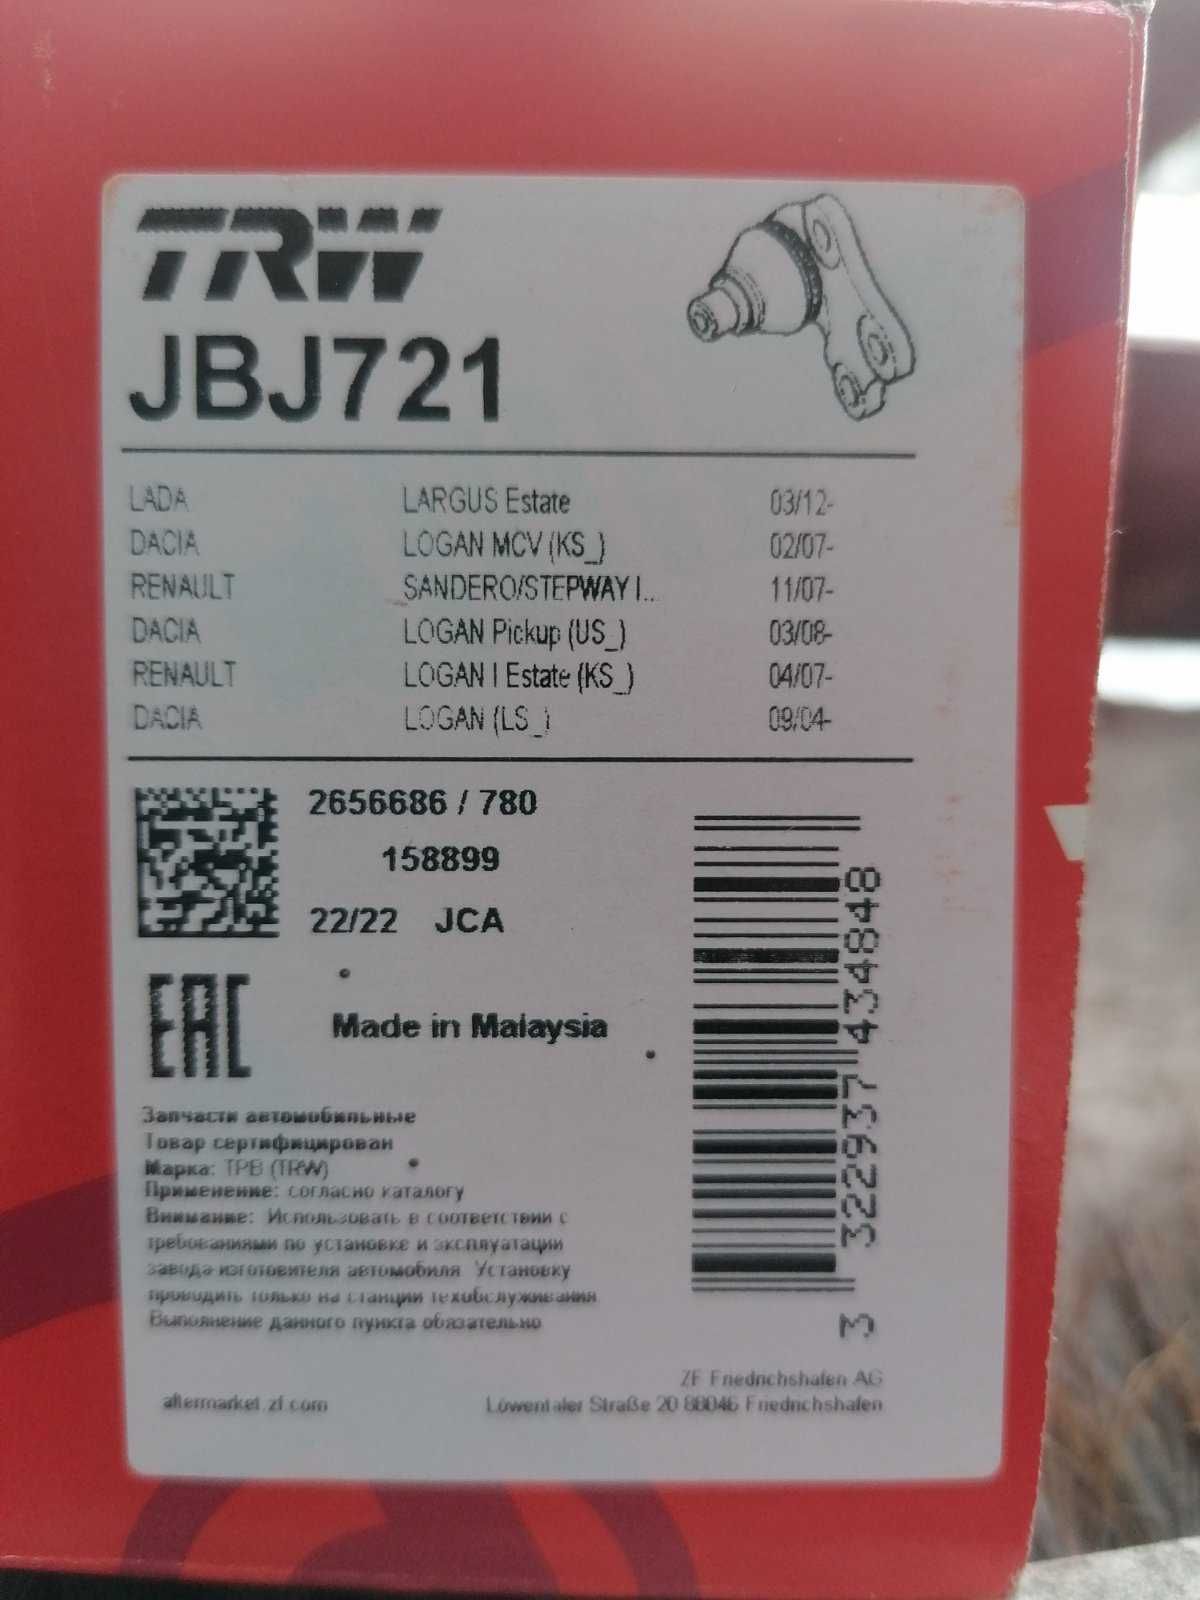 TRW
JBJ721
LADA LARGUS Estate 03/12-
DACIA LOGAN MCV (KS_) 02/07-
RENAULT SANDERO/STEPWAY I... 11/07-
DACIA LOGAN Pickup (US_) 03/08-
RENAULT LOGAN I Estate (KS_) 04/07-
DACIA LOGAN (LS_) 09/04-
2656686 / 780
158899
22/22 JCA
EAC
Made in Malaysia
3 322937 434848
Запчасти автомобильные
Товар сертифицирован
Марка: ТРВ (TRW)
Применение: согласно каталогу
Внимание: Использовать в соответствии с
требованиями по установке и эксплуатации
завода-изготовителя автомобиля Установку
проводить только на станции техобслуживания
Выполнение данного пункта обязательно
ZF Friedrichshafen AG
aftermarket.zf.com Löwentaler Straße 20 88046 Friedrichshafen